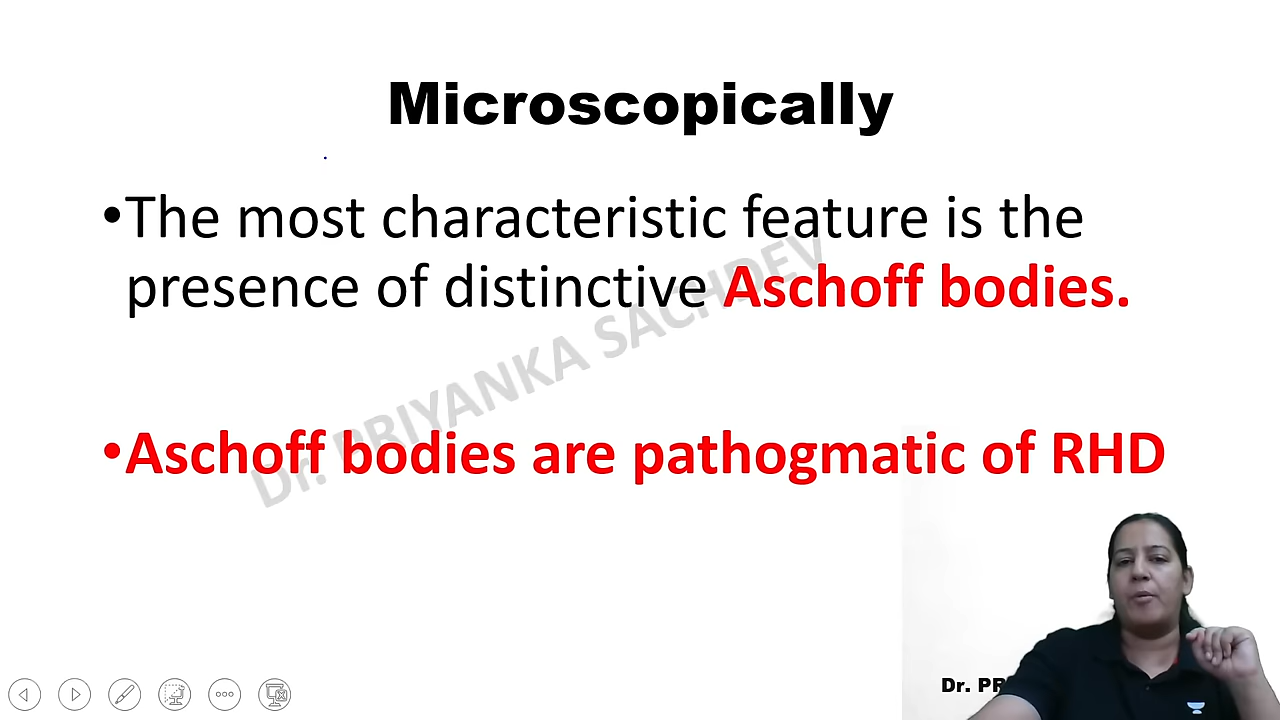 Microscopically
•The most characteristic feature is the
presence of distinctive Aschoff bodies.
Dr. PRIYANKA SACHDEV
•Aschoff bodies are pathogmatic of RHD
Dr. PR